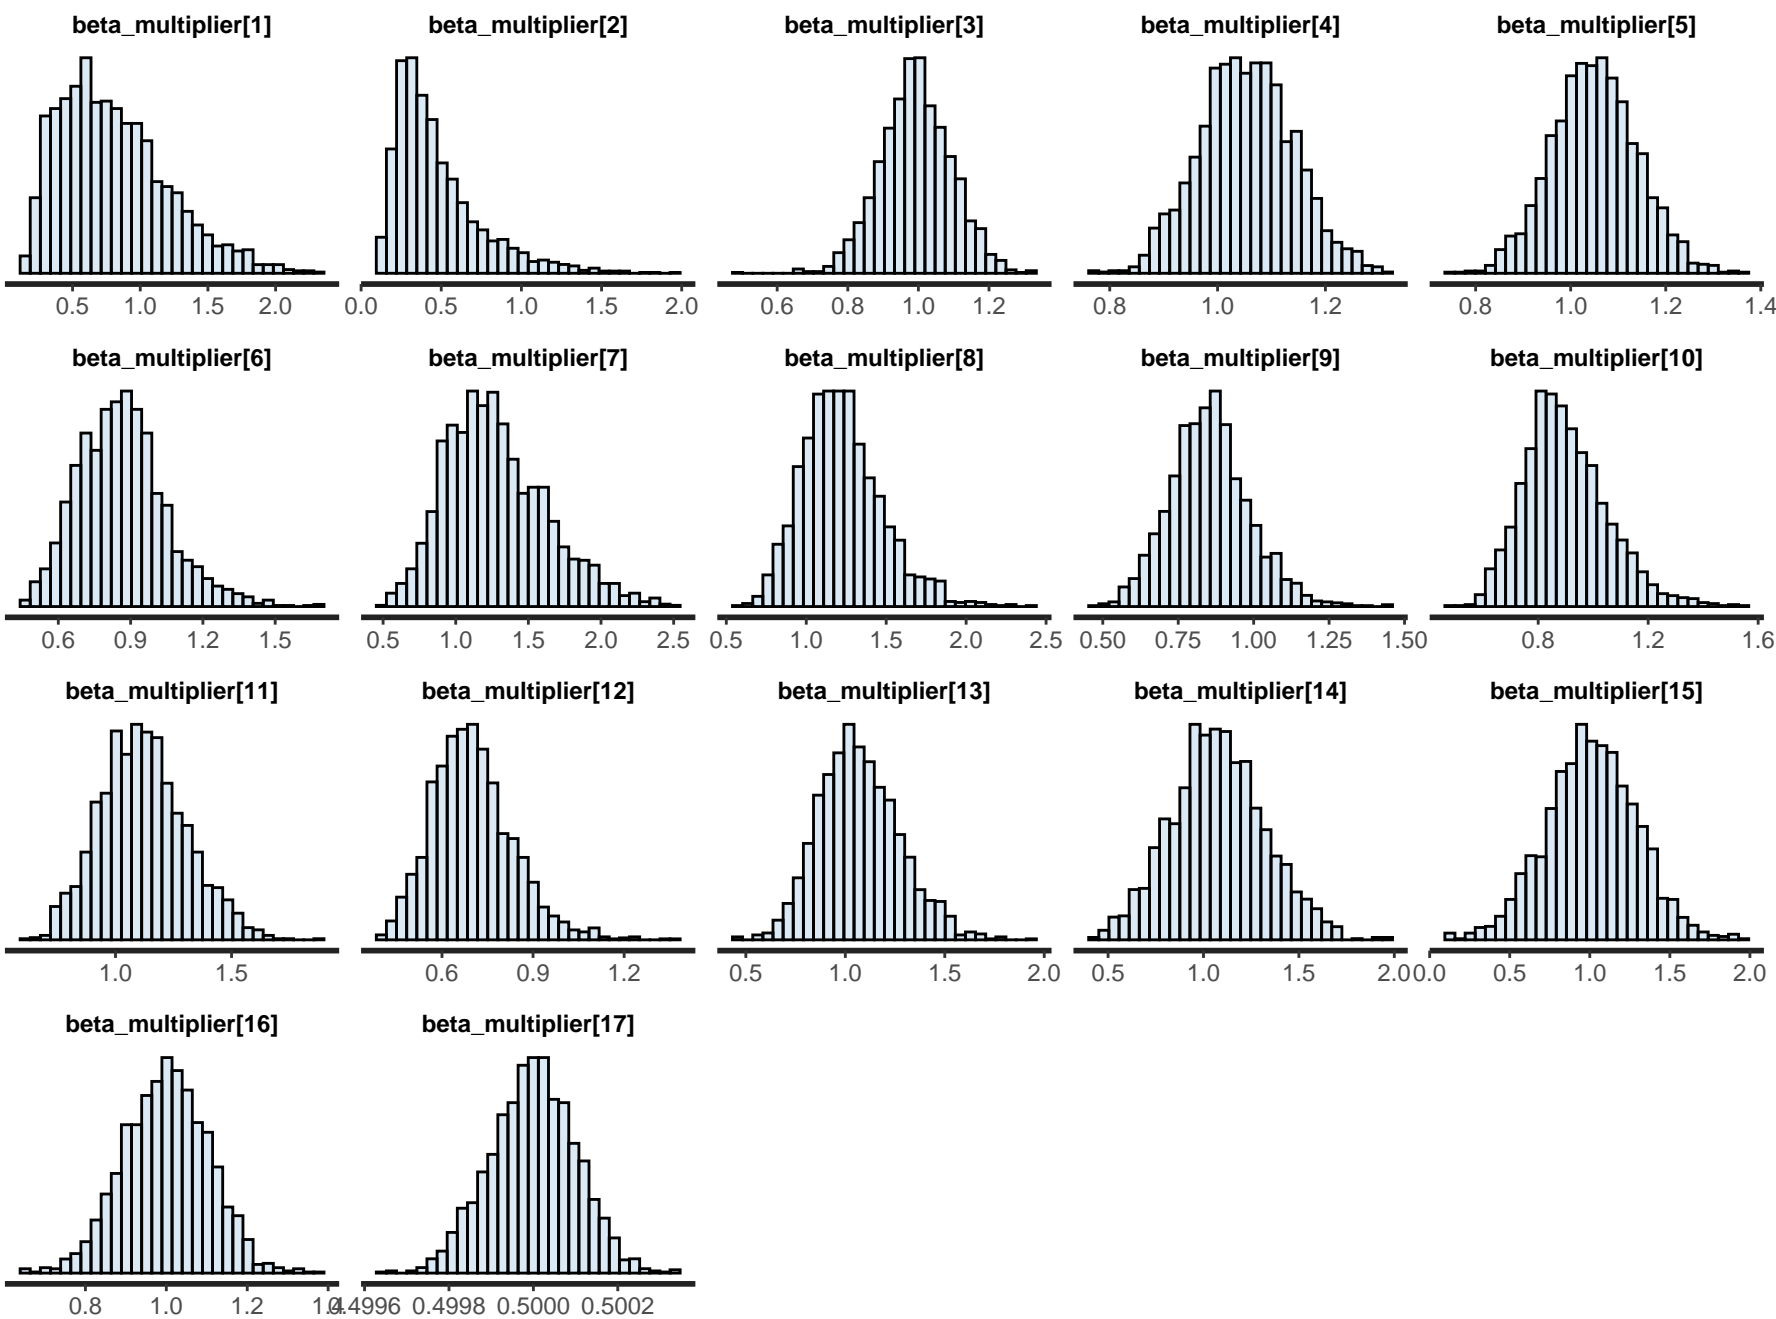 beta_multiplier[1] beta_multiplier[2] beta_multiplier[3] beta_multiplier[4] beta_multiplier[5]
0.5 1.0 1.5 2.0 0.0 0.5 1.0 1.5 2.0 0.6 0.8 1.0 1.2 0.8 1.0 1.2 0.8 1.0 1.2 1.4
beta_multiplier[6] beta_multiplier[7] beta_multiplier[8] beta_multiplier[9] beta_multiplier[10]
0.6 0.9 1.2 1.5 0.5 1.0 1.5 2.0 2.5 0.5 1.0 1.5 2.0 2.5 0.50 0.75 1.00 1.25 1.50 0.8 1.2 1.6
beta_multiplier[11] beta_multiplier[12] beta_multiplier[13] beta_multiplier[14] beta_multiplier[15]
1.0 1.5 0.6 0.9 1.2 0.5 1.0 1.5 2.0 0.5 1.0 1.5 2.0 0.0 0.5 1.0 1.5 2.0
beta_multiplier[16] beta_multiplier[17]
0.8 1.0 1.2 1.4 0.4996 0.4998 0.5000 0.5002